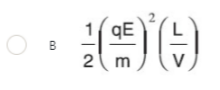 B 1/2 (qE/m)² (L/V)